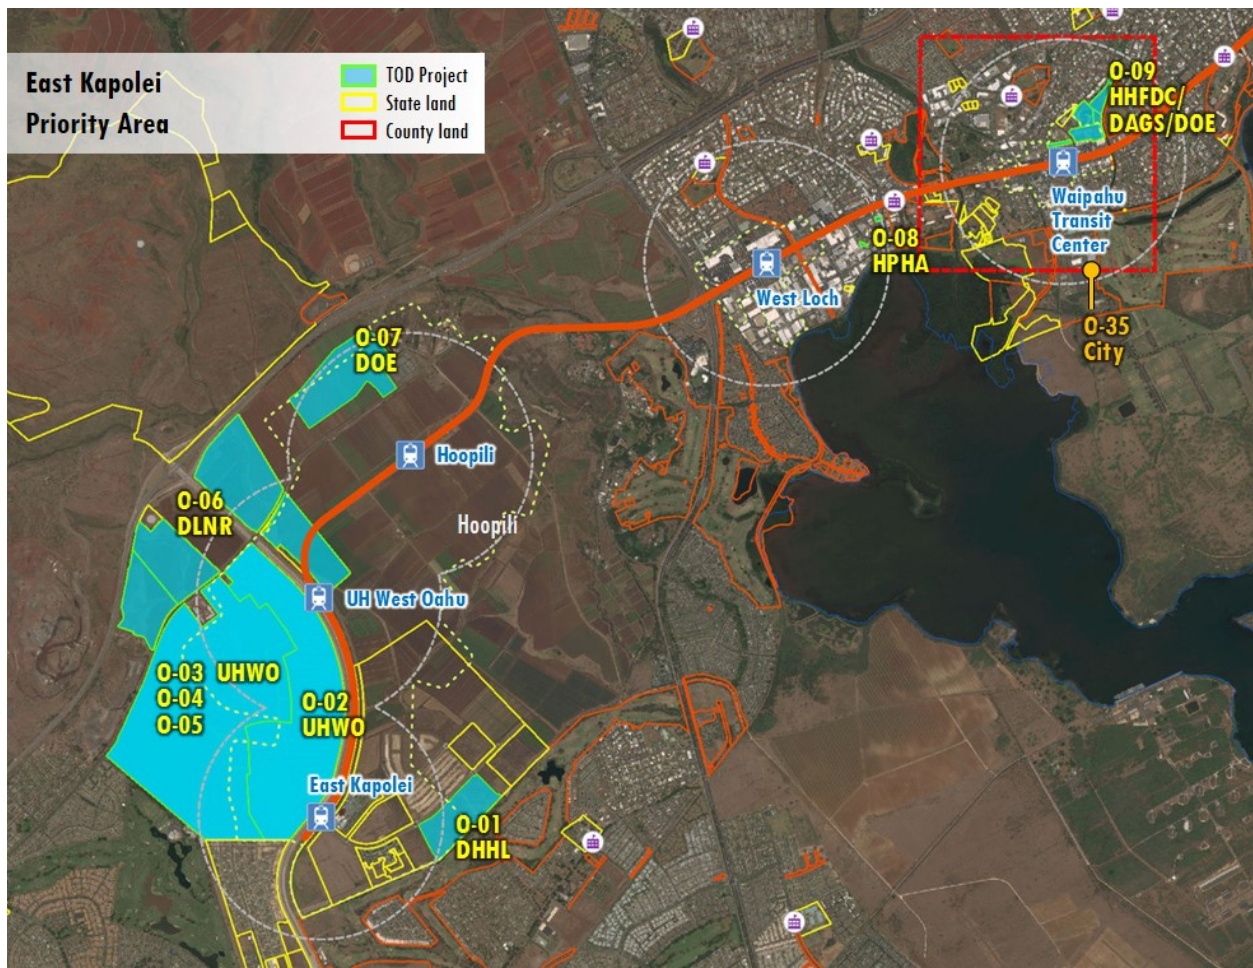 East Kapolei
Priority Area
TOD Project
State land
County land
O-09
HHFDC/
DAGS/DOE
Waipahu
Transit
Center
O-08
HPHA
West Loch
O-35
City
O-07
DOE
Hoopili
Hoopili
O-06
DLNR
UH West Oahu
O-03 UHWO
O-04
O-05
O-02
UHWO
East Kapolei
O-01
DHHL